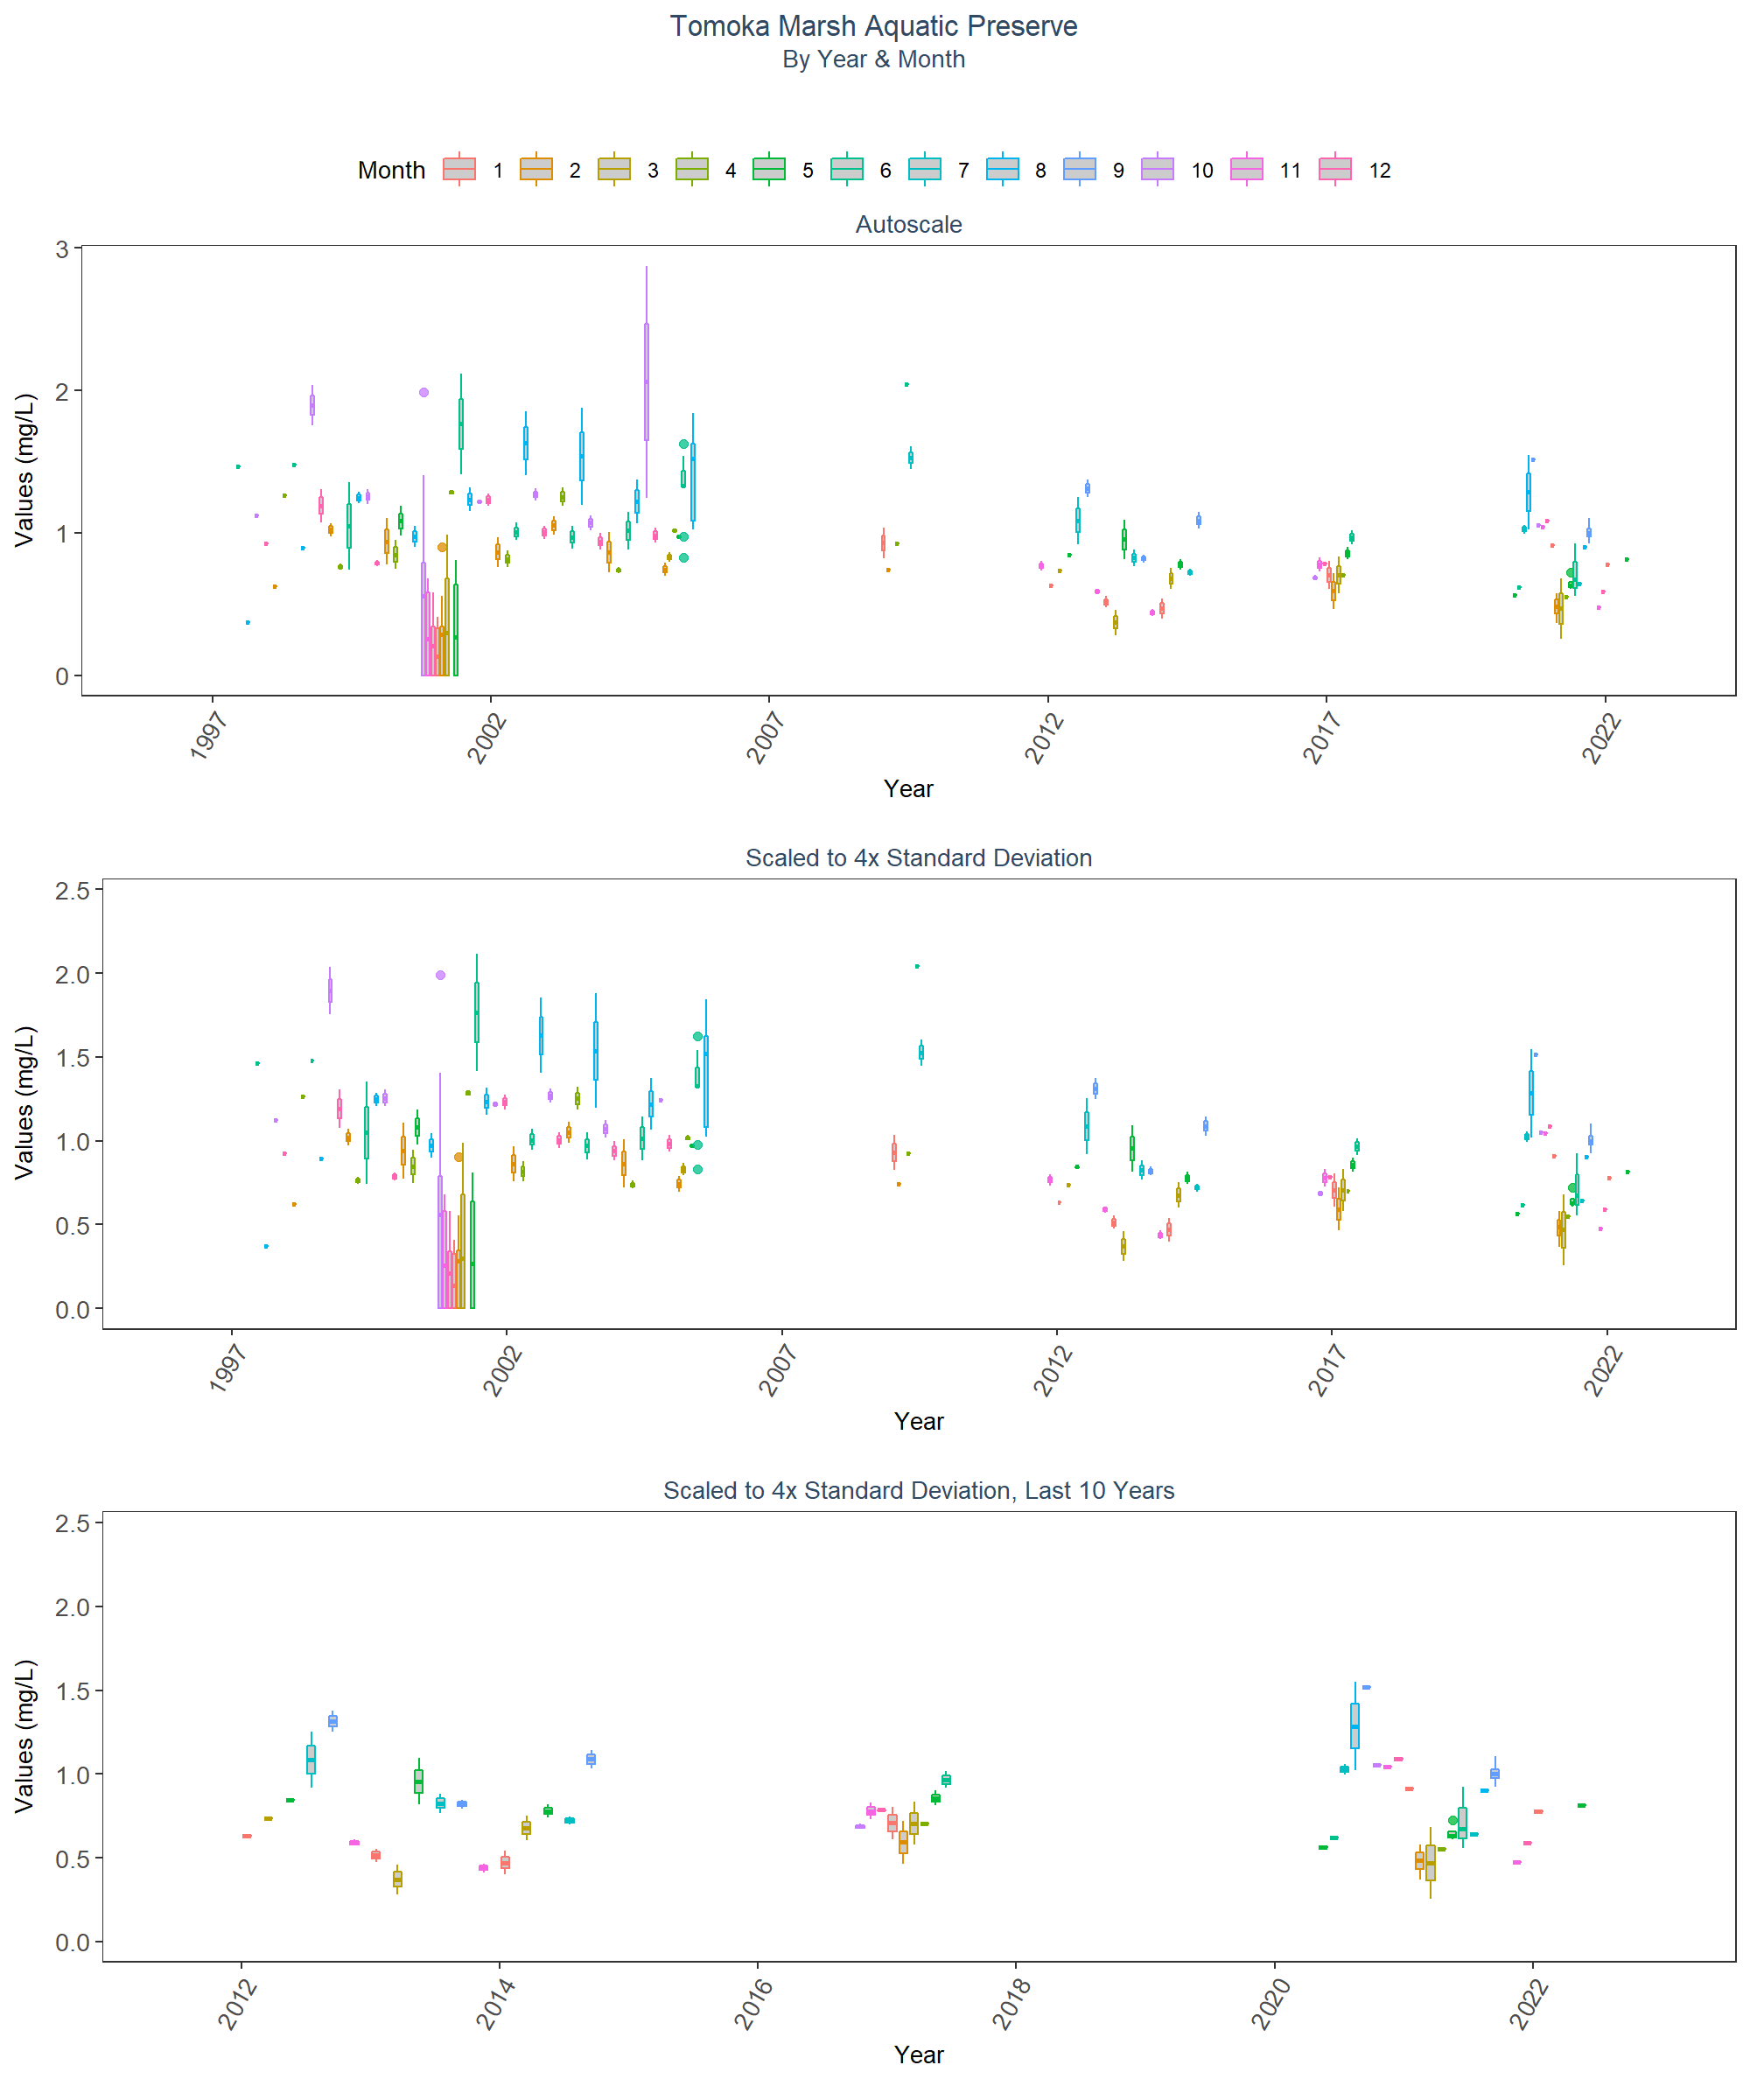 Tomoka Marsh Aquatic Preserve
By Year & Month
Month 1 2 3 4 5 6 7 8 9 10 11 12
Autoscale
Values (mg/L)
3
2
1
0
1997 2002 2007 2012 2017 2022
Year
Scaled to 4x Standard Deviation
Values (mg/L)
2.5
2.0
1.5
1.0
0.5
0.0
1997 2002 2007 2012 2017 2022
Year
Scaled to 4x Standard Deviation, Last 10 Years
Values (mg/L)
2.5
2.0
1.5
1.0
0.5
0.0
2012 2014 2016 2018 2020 2022
Year